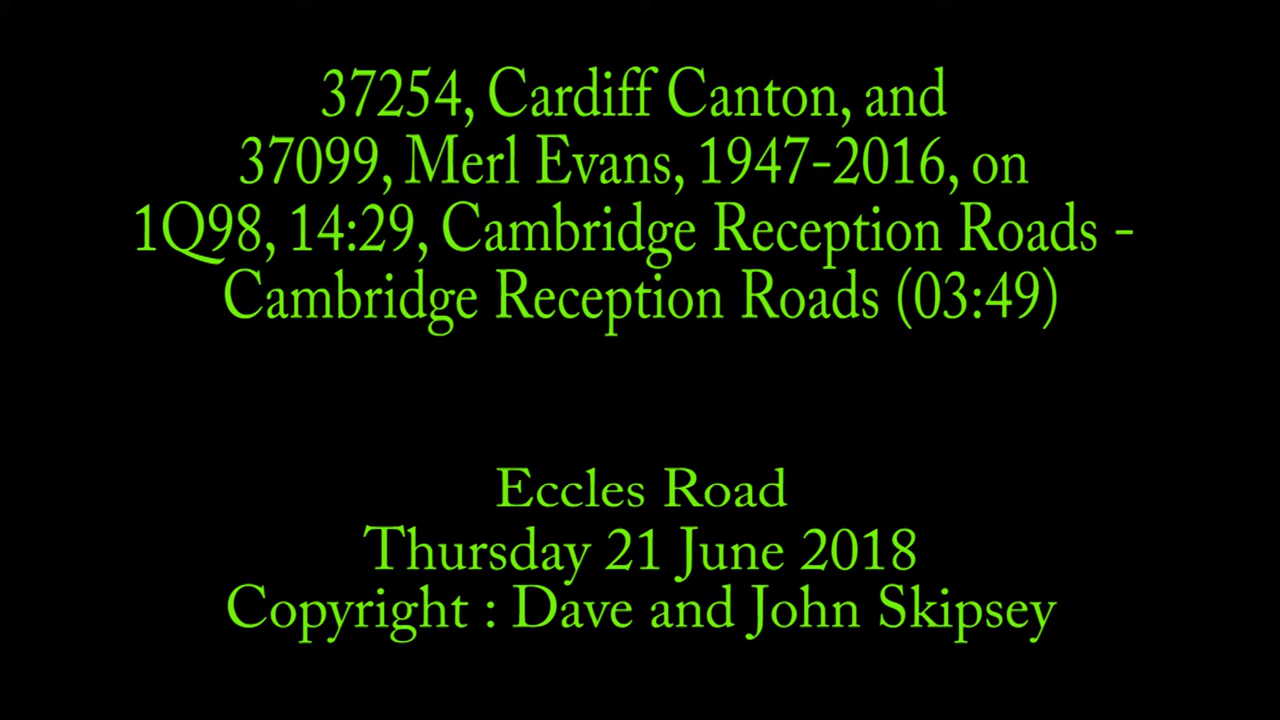 37254, Cardiff Canton, and
37099, Merl Evans, 1947-2016, on
1Q98, 14:29, Cambridge Reception Roads -
Cambridge Reception Roads (03:49)
Eccles Road
Thursday 21 June 2018
Copyright : Dave and John Skipsey